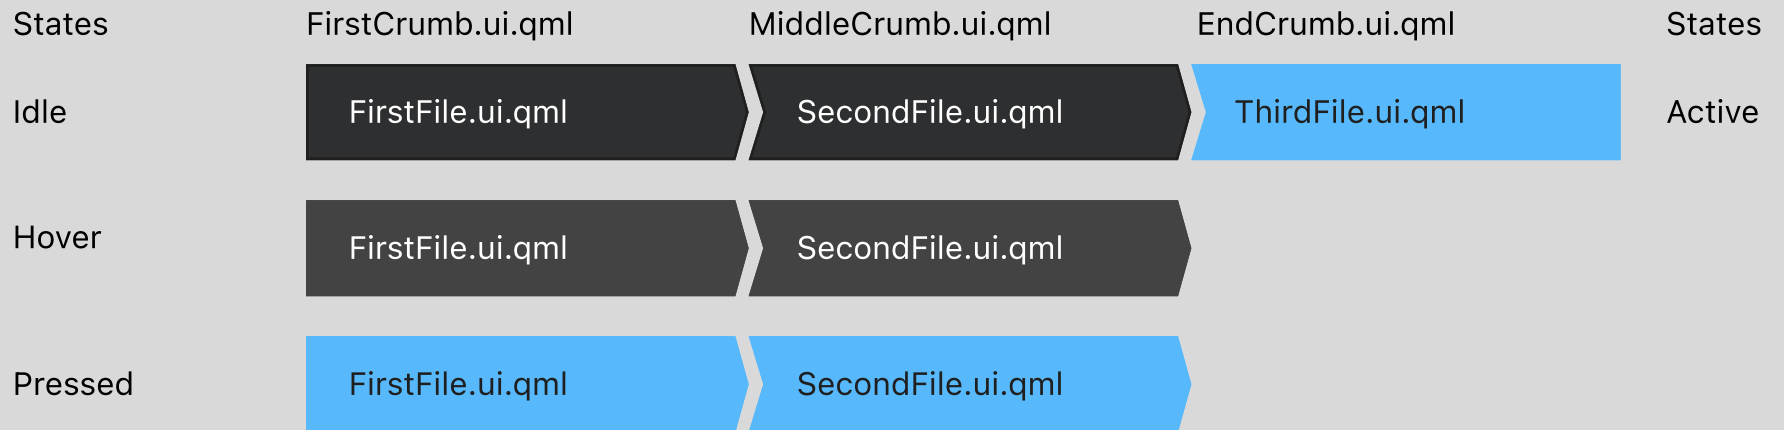 States FirstCrumb.ui.qml MiddleCrumb.ui.qml EndCrumb.ui.qml States
Idle FirstFile.ui.qml SecondFile.ui.qml ThirdFile.ui.qml Active
Hover FirstFile.ui.qml SecondFile.ui.qml
Pressed FirstFile.ui.qml SecondFile.ui.qml